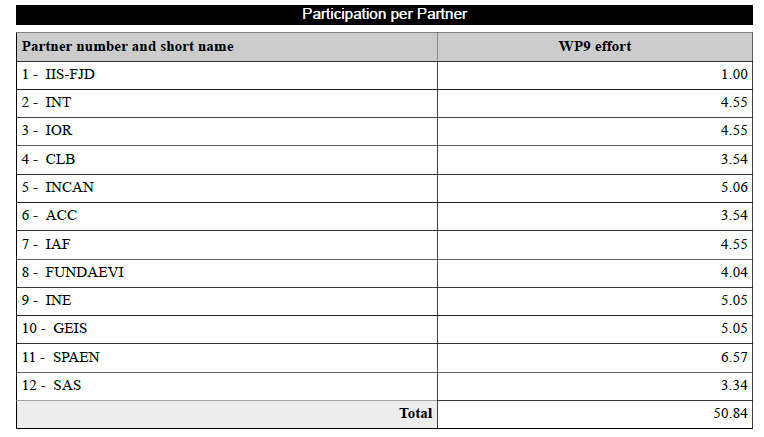 Participation per Partner
Partner number and short name WP9 effort
1 - IIS-FJD 1.00
2 - INT 4.55
3 - IOR 4.55
4 - CLB 3.54
5 - INCAN 5.06
6 - ACC 3.54
7 - IAF 4.55
8 - FUNDAEVI 4.04
9 - INE 5.05
10 - GEIS 5.05
11 - SPAEN 6.57
12 - SAS 3.34
Total 50.84